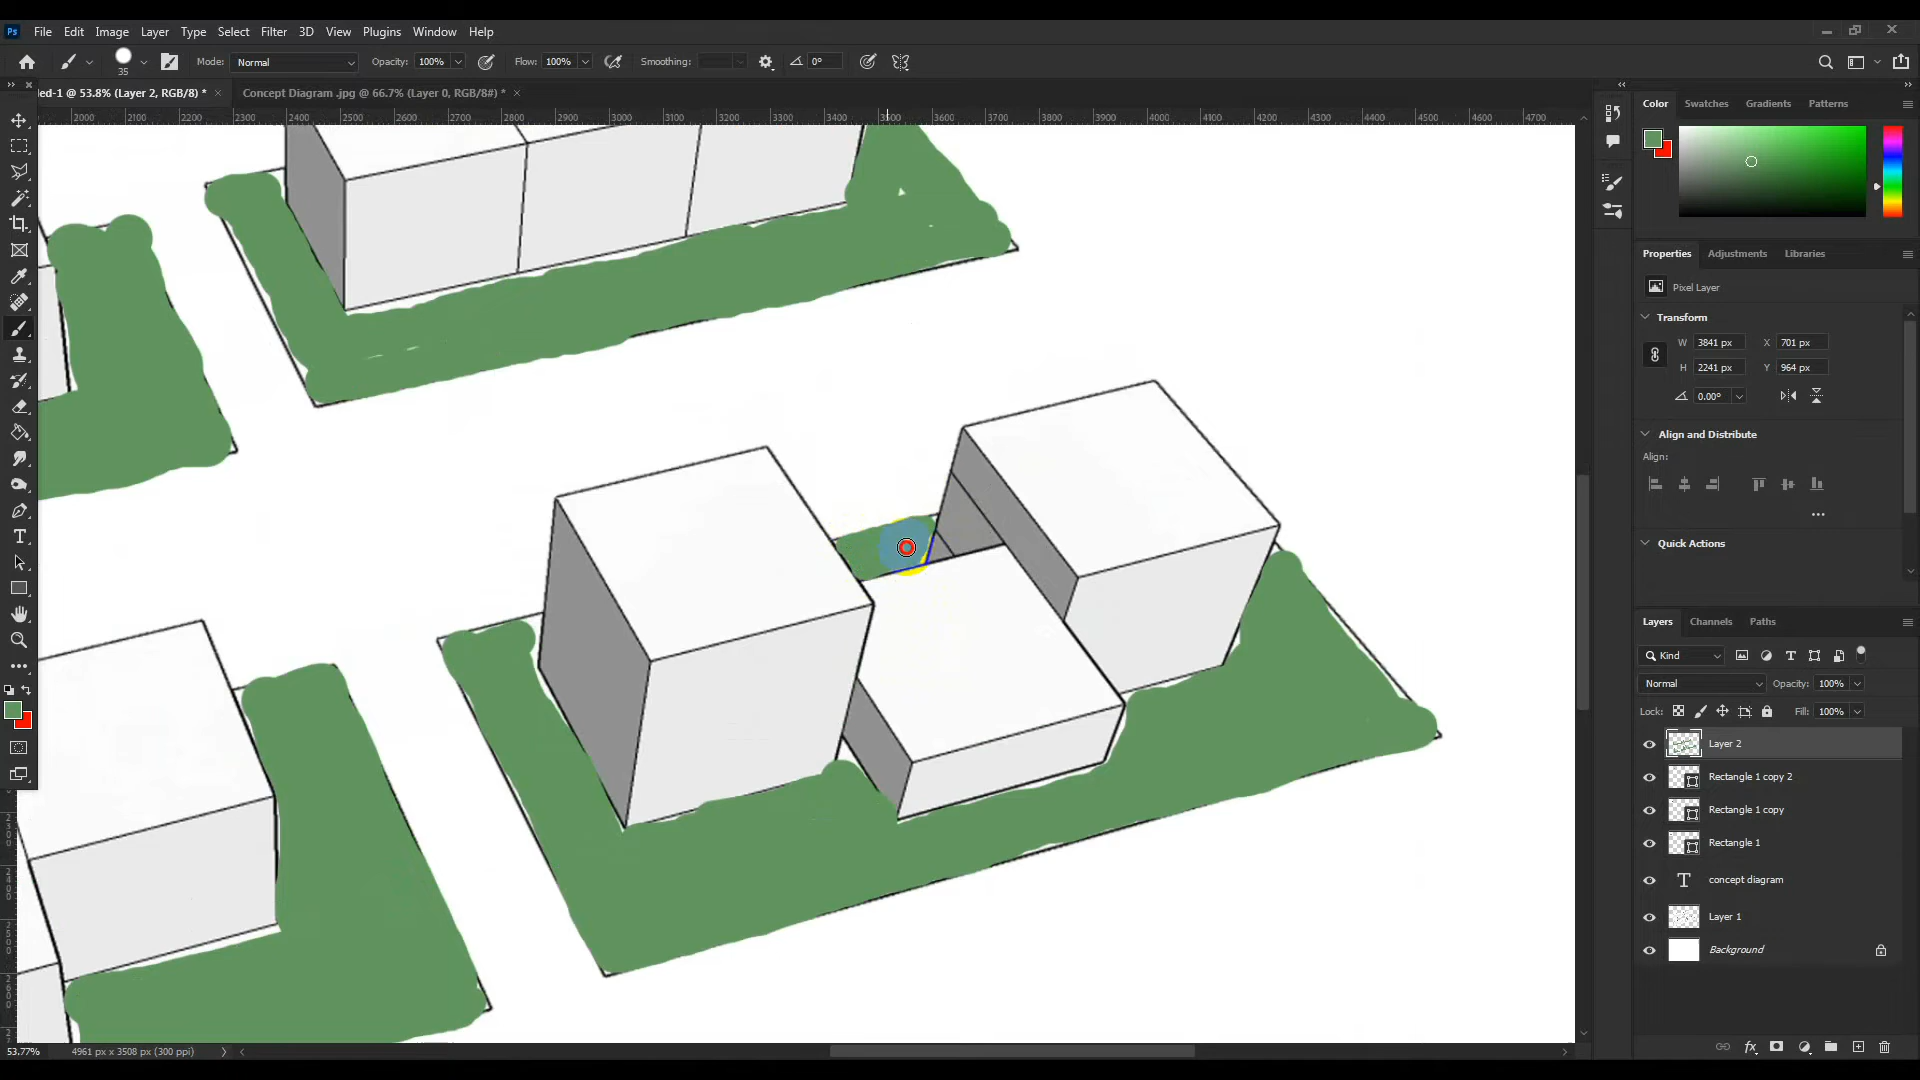 Ps File Edit Image Layer Type Select Filter 3D View Plugins Window Help
35 Mode: Normal Opacity: 100% Flow: 100% Smoothing: 0°
led-1 @ 53.8% (Layer 2, RGB/8) * × Concept Diagram .jpg @ 66.7% (Layer 0, RGB/8#) * ×
2000 2100 2200 2300 2400 2500 2600 2700 2800 2900 3000 3100 3200 3300 3400 3500 3600 3700 3800 3900 4000 4100 4200 4300 4400 4500 4600 4700
Color Swatches Gradients Patterns
Properties Adjustments Libraries
Pixel Layer
Transform
W 3841 px X 701 px
H 2241 px Y 964 px
0.00°
Align and Distribute
Align:
Quick Actions
Layers Channels Paths
Kind
Normal Opacity: 100%
Lock: Fill: 100%
Layer 2
Rectangle 1 copy 2
Rectangle 1 copy
Rectangle 1
T concept diagram
Layer 1
Background
2300
2400
2500
2600
53.77% 4961 px x 3508 px (300 ppi)